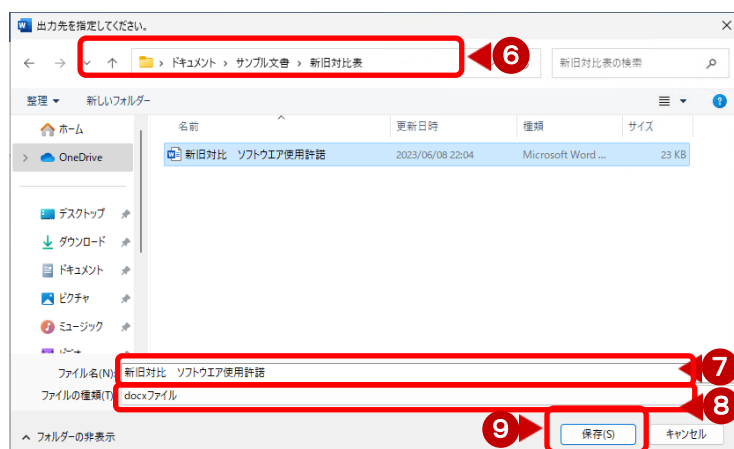 出力先を指定してください。
ドキュメント › サンプル文書 › 新旧対比表
6
新旧対比表の検索
整理
新しいフォルダー
名前
更新日時
種類
サイズ
ホーム
OneDrive
新旧対比 ソフトウエア使用許諾
2023/06/08 22:04
Microsoft Word ...
23 KB
デスクトップ
ダウンロード
ドキュメント
ピクチャ
ミュージック
ファイル名(N):
新旧対比 ソフトウエア使用許諾
7
ファイルの種類(T):
docxファイル
8
9
フォルダーの非表示
保存(S)
キャンセル